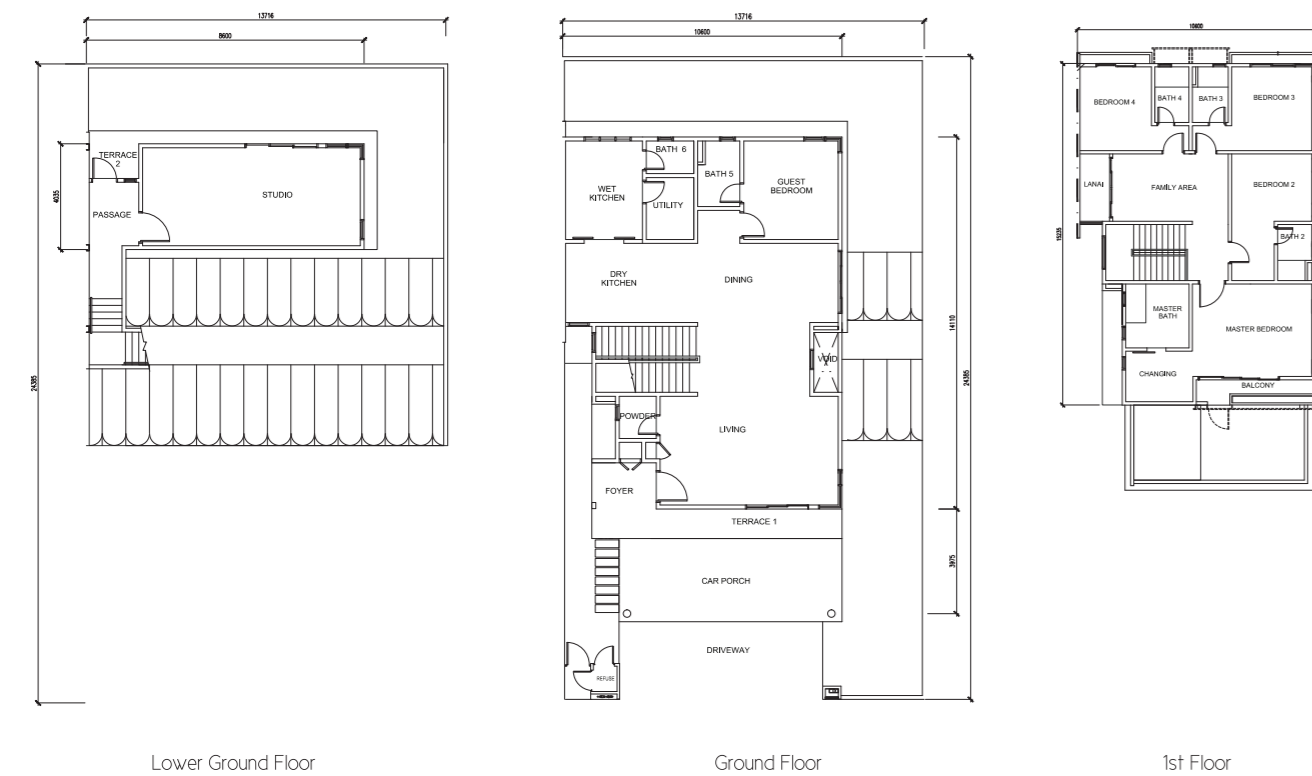 13716
8600
24385
4035
TERRACE
2
PASSAGE
STUDIO
Lower Ground Floor
13716
10600
BATH 6
BATH 5
WET
KITCHEN
UTILITY
GUEST
BEDROOM
DRY
KITCHEN
DINING
VOID
POWDER
LIVING
FOYER
TERRACE 1
CAR PORCH
DRIVEWAY
REFUSE
14110
3975
24385
Ground Floor
10600
BEDROOM 4
BATH 4
BATH 3
BEDROOM 3
LANAI
FAMILY AREA
BEDROOM 2
BATH 2
15235
MASTER
BATH
MASTER BEDROOM
CHANGING
BALCONY
1st Floor